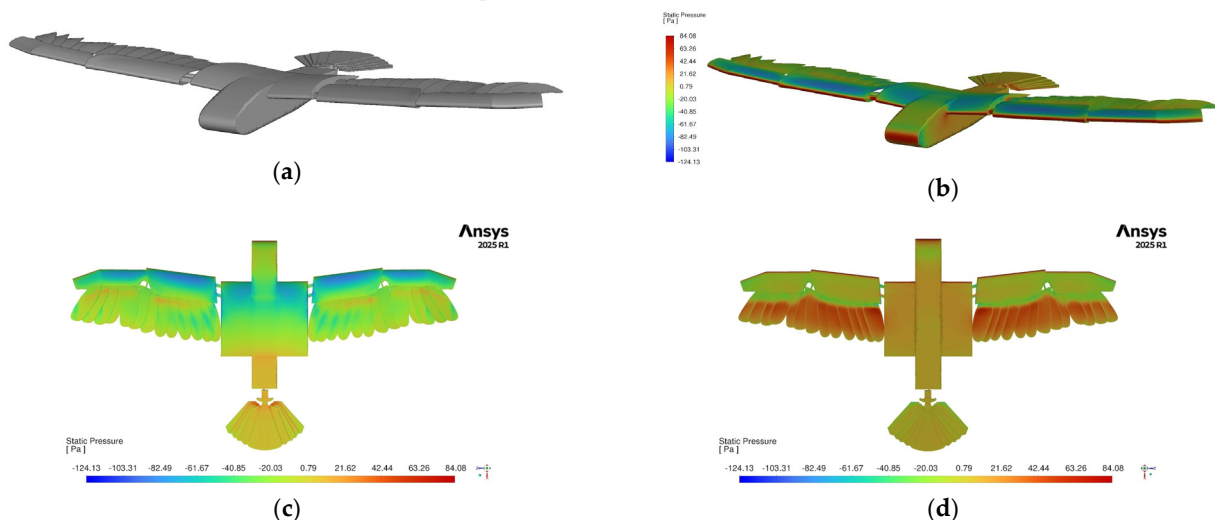 Static Pressure
[ Pa ]
84.08
63.26
42.44
21.62
0.79
-20.03
-40.85
-61.67
-82.49
-103.31
-124.13
(a)
(b)
Ansys
2025 R1
Static Pressure
[ Pa ]
-124.13 -103.31 -82.49 -61.67 -40.85 -20.03 0.79 21.62 42.44 63.26 84.08
(c)
Ansys
2025 R1
Static Pressure
[ Pa ]
-124.13 -103.31 -82.49 -61.67 -40.85 -20.03 0.79 21.62 42.44 63.26 84.08
(d)